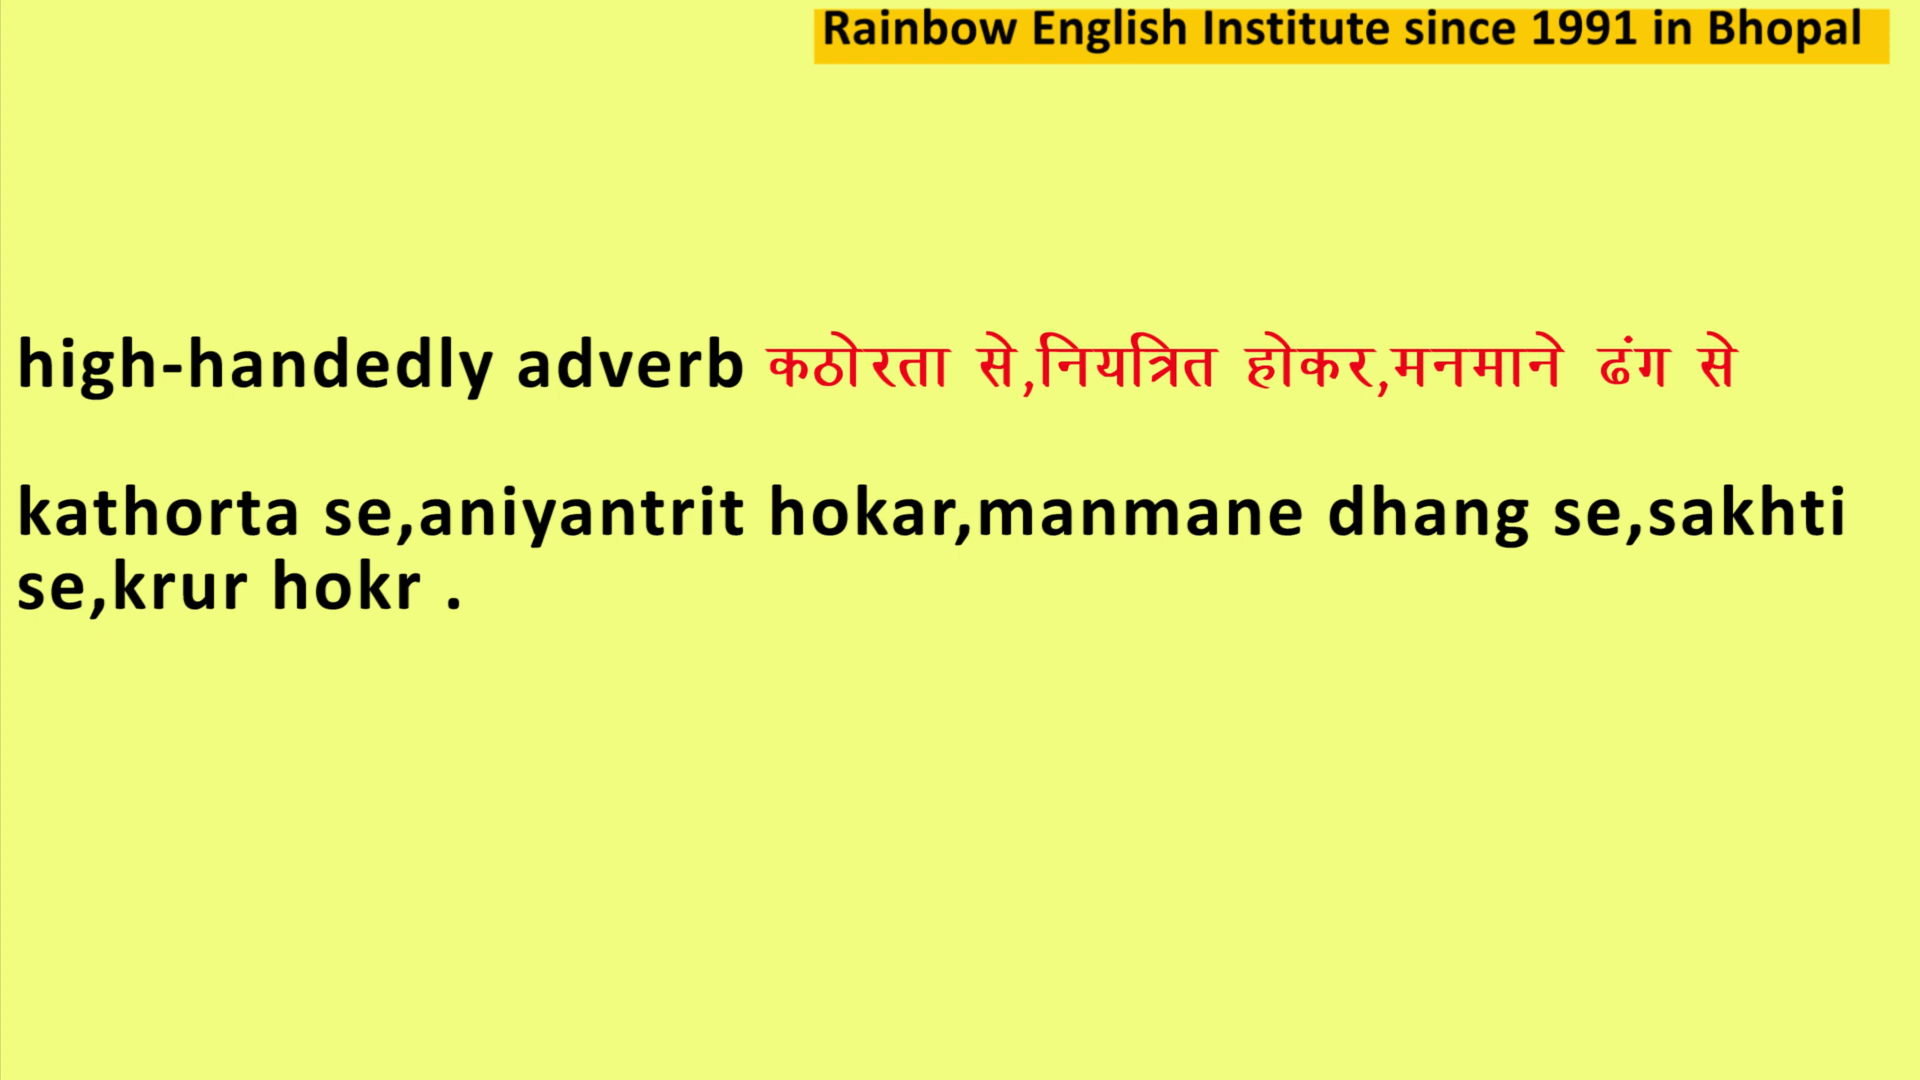 Rainbow English Institute since 1991 in Bhopal
high-handedly adverb कठोरता से,नियत्रित होकर,मनमाने ढंग से
kathorta se,aniyantrit hokar,manmane dhang se,sakhti
se,krur hokr .